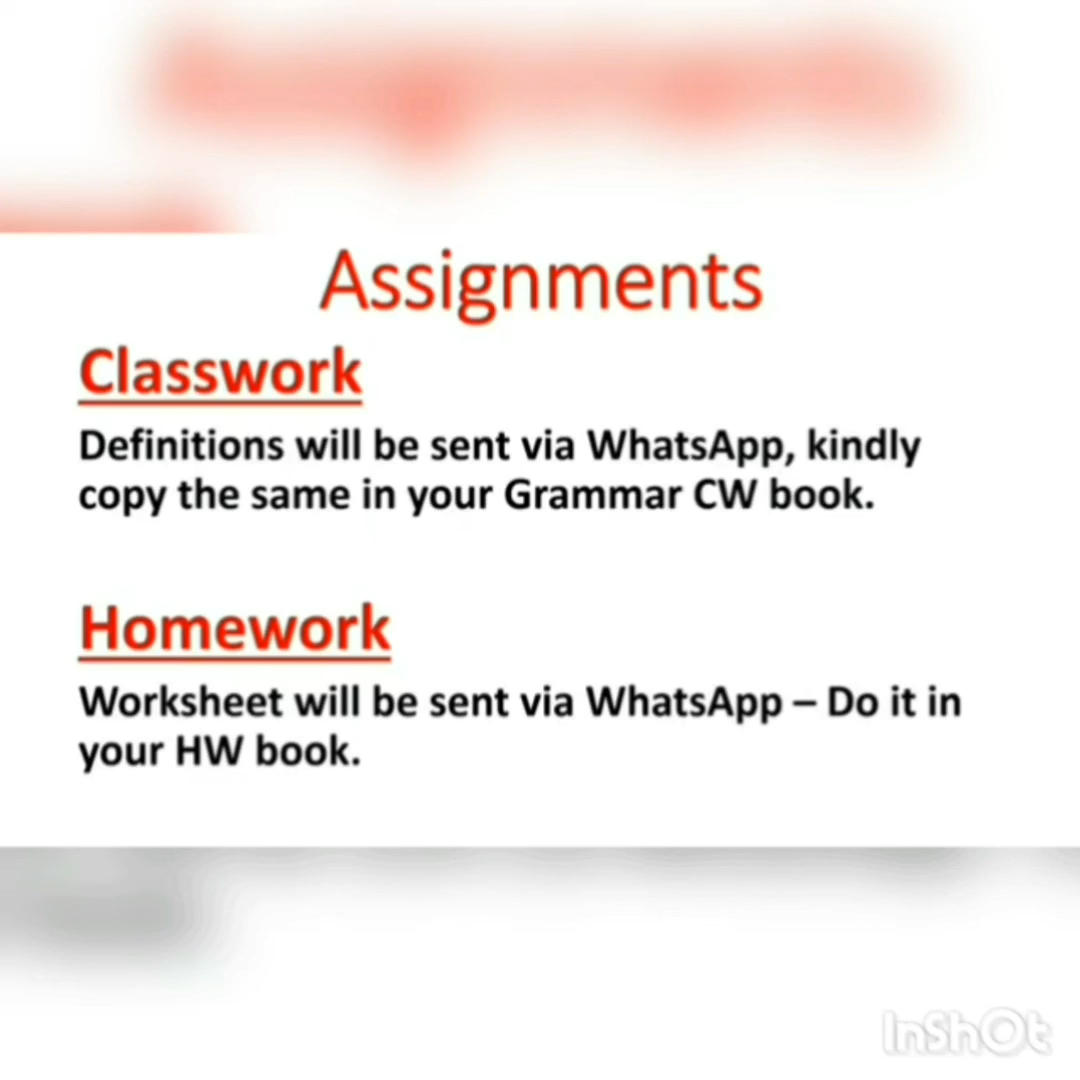 Assignments
Classwork
Definitions will be sent via WhatsApp, kindly
copy the same in your Grammar CW book.
Homework
Worksheet will be sent via WhatsApp – Do it in
your HW book.
InShOt